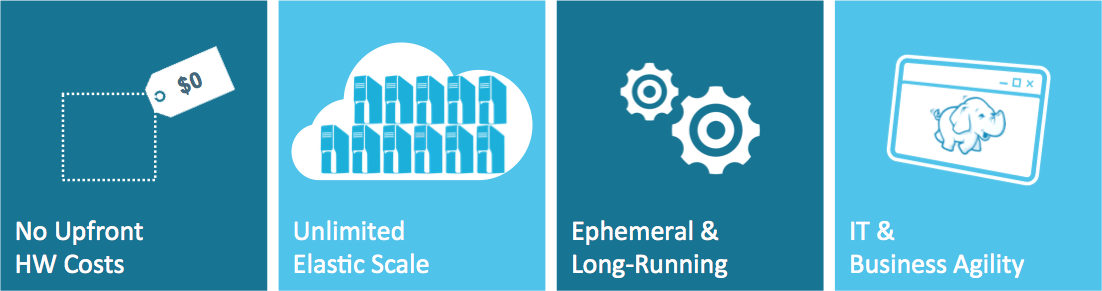 $0
No Upfront
HW Costs
Unlimited
Elastic Scale
Ephemeral &
Long-Running
IT &
Business Agility